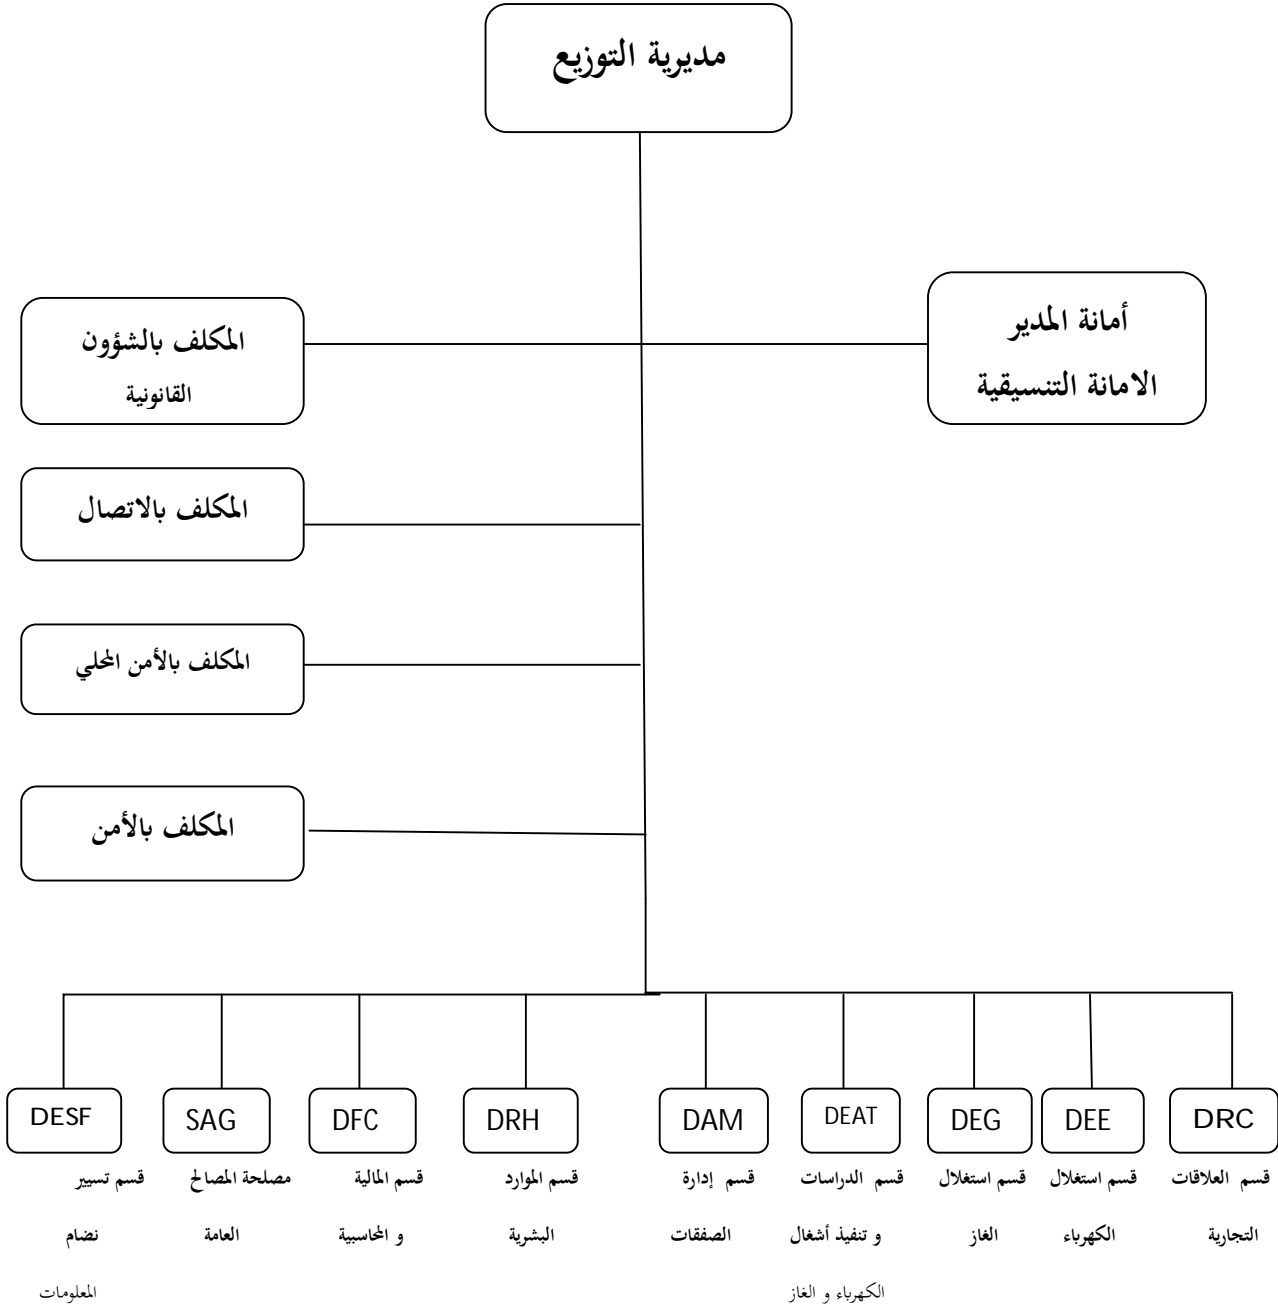 مديرية التوزيع
أمانة المدير
الامانة التنسيقية
المكلف بالشؤون
القانونية
المكلف بالاتصال
المكلف بالأمن المحلي
المكلف بالأمن
DRC
DEE
DEG
DEAT
DAM
DRH
DFC
SAG
DESF
قسم العلاقات
التجارية
قسم استغلال
الكهرباء
قسم استغلال
الغاز
قسم الدراسات
و تنفيذ أشغال
الكهرباء و الغاز
قسم إدارة
الصفقات
قسم الموارد
البشرية
قسم المالية
و المحاسبية
مصلحة المصالح
العامة
قسم تسيير
نضام
المعلومات